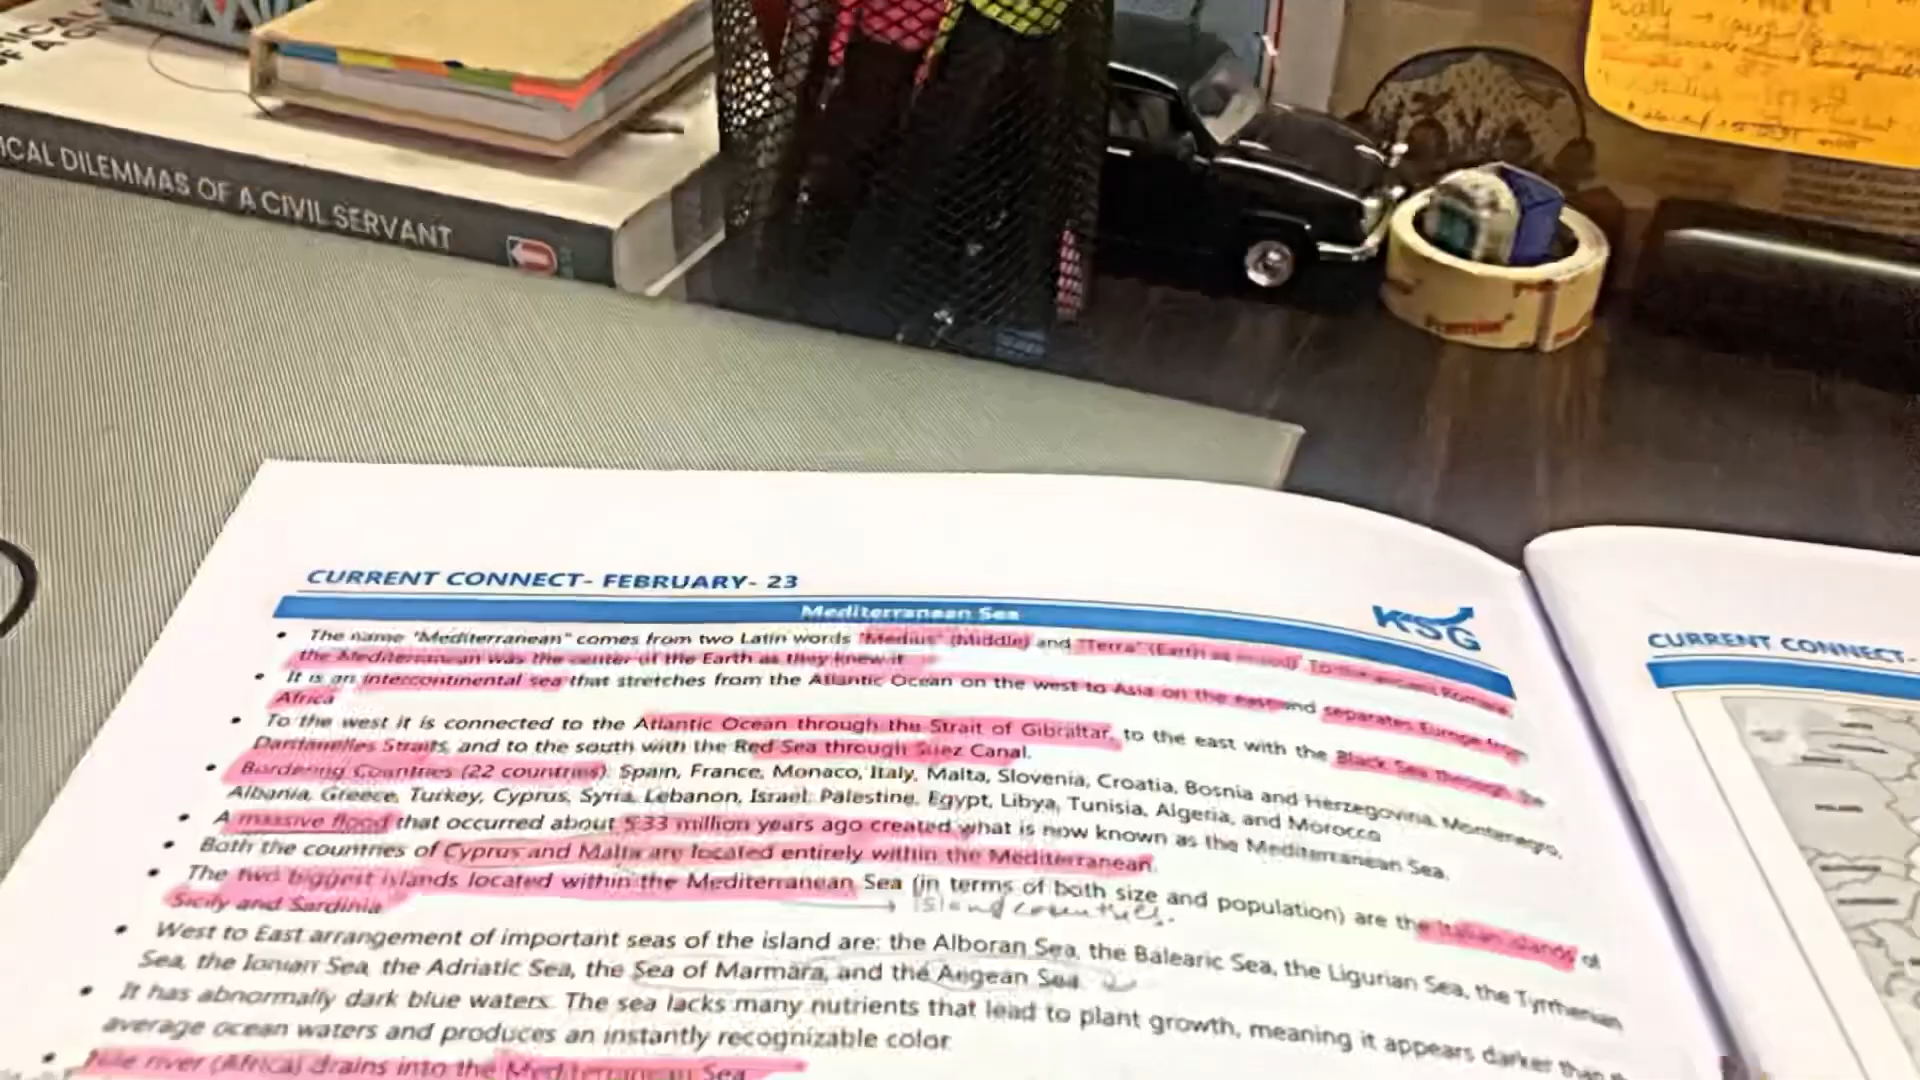 ICAL DILEMMAS OF A CIVIL SERVANT
CURRENT CONNECT- FEBRUARY- 23
Mediterranean Sea
KSG
• The name "Mediterranean" comes from two Latin words "Medius" (Middle) and "Terra" (Earth To the ancient Romans,
the Mediterranean was the center of the Earth as they knew it
• It is an intercontinental sea that stretches from the Atlantic Ocean on the west to Asia on the east and separates Europe from
Africa
• To the west it is connected to the Atlantic Ocean through the Strait of Gibraltar, to the east with the Black Sea through the
Dardanelles Straits, and to the south with the Red Sea through Suez Canal.
• Bordering Countries (22 countries): Spain, France, Monaco, Italy, Malta, Slovenia, Croatia, Bosnia and Herzegovina, Montenegro,
Albania, Greece, Turkey, Cyprus, Syria, Lebanon, Israel, Palestine, Egypt, Libya, Tunisia, Algeria, and Morocco
• A massive flood that occurred about 5.33 million years ago created what is now known as the Mediterranean Sea.
• Both the countries of Cyprus and Malta are located entirely within the Mediterranean.
• The two biggest islands located within the Mediterranean Sea (in terms of both size and population) are the Italian islands of
Sicily and Sardinia
Island countries.
• West to East arrangement of important seas of the island are: the Alboran Sea, the Balearic Sea, the Ligurian Sea, the Tyrrhenian
Sea, the Ionian Sea, the Adriatic Sea, the Sea of Marmara, and the Aegean Sea
• It has abnormally dark blue waters. The sea lacks many nutrients that lead to plant growth, meaning it appears darker than
average ocean waters and produces an instantly recognizable color
• Nile river (Africa) drains into the Mediterranean Sea
CURRENT CONNECT-